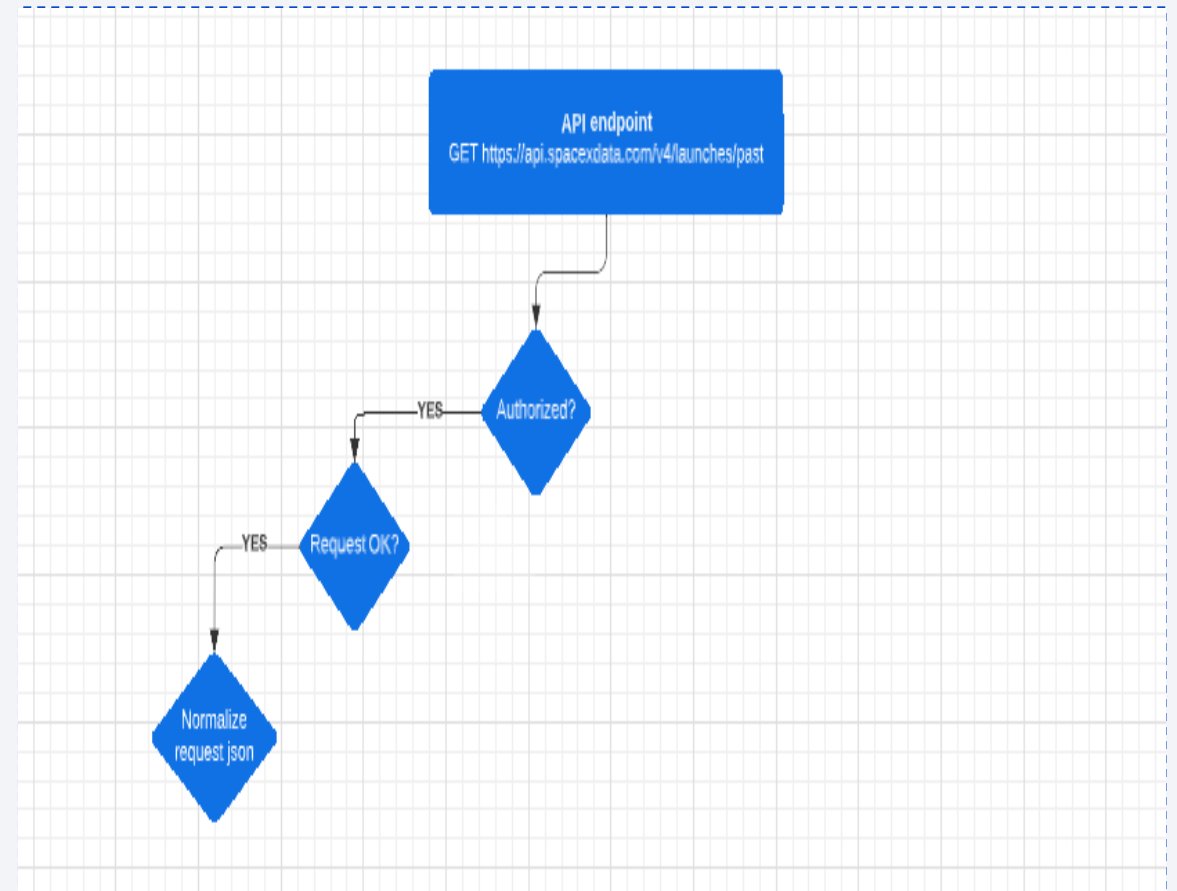 API endpoint
GET https://api.spacexdata.com/v4/launches/past
Authorized?
YES
Request OK?
YES
Normalize
request json